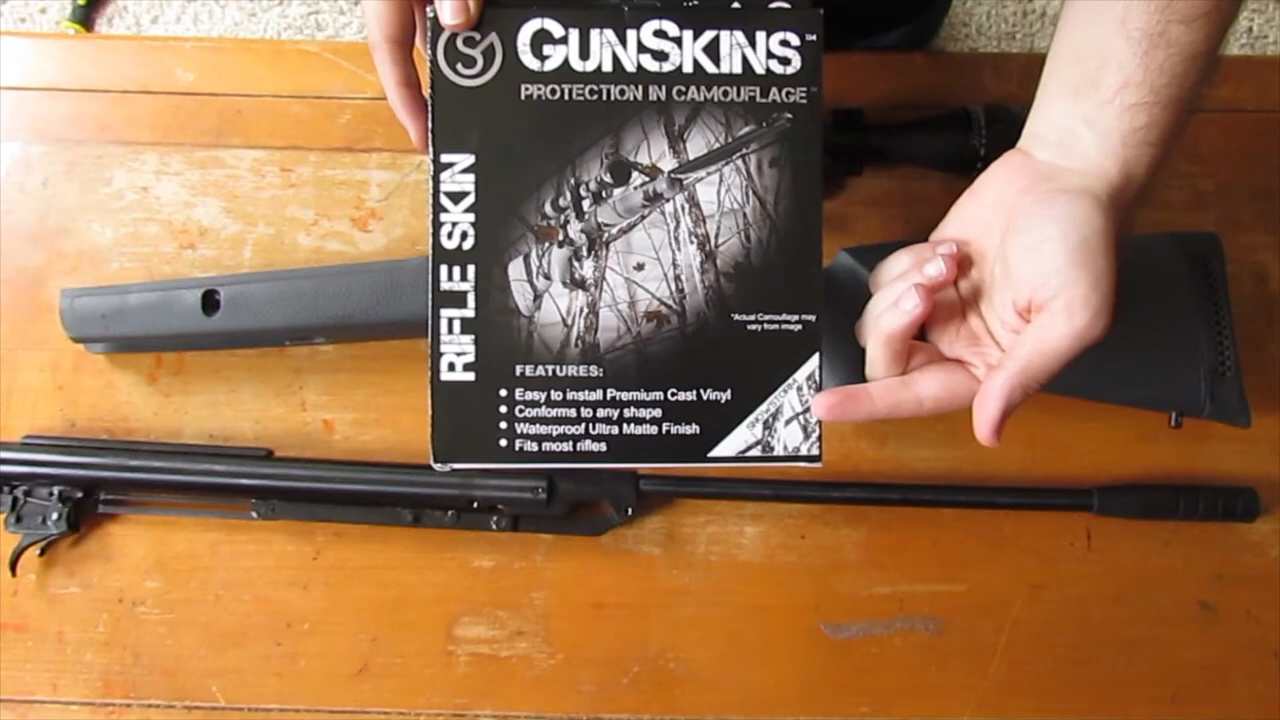 GUNSKINS™
PROTECTION IN CAMOUFLAGE
RIFLE SKIN
*Actual Camouflage may
vary from image
FEATURES:
• Easy to install Premium Cast Vinyl
• Conforms to any shape
• Waterproof Ultra Matte Finish
• Fits most rifles
SNOWSTORM